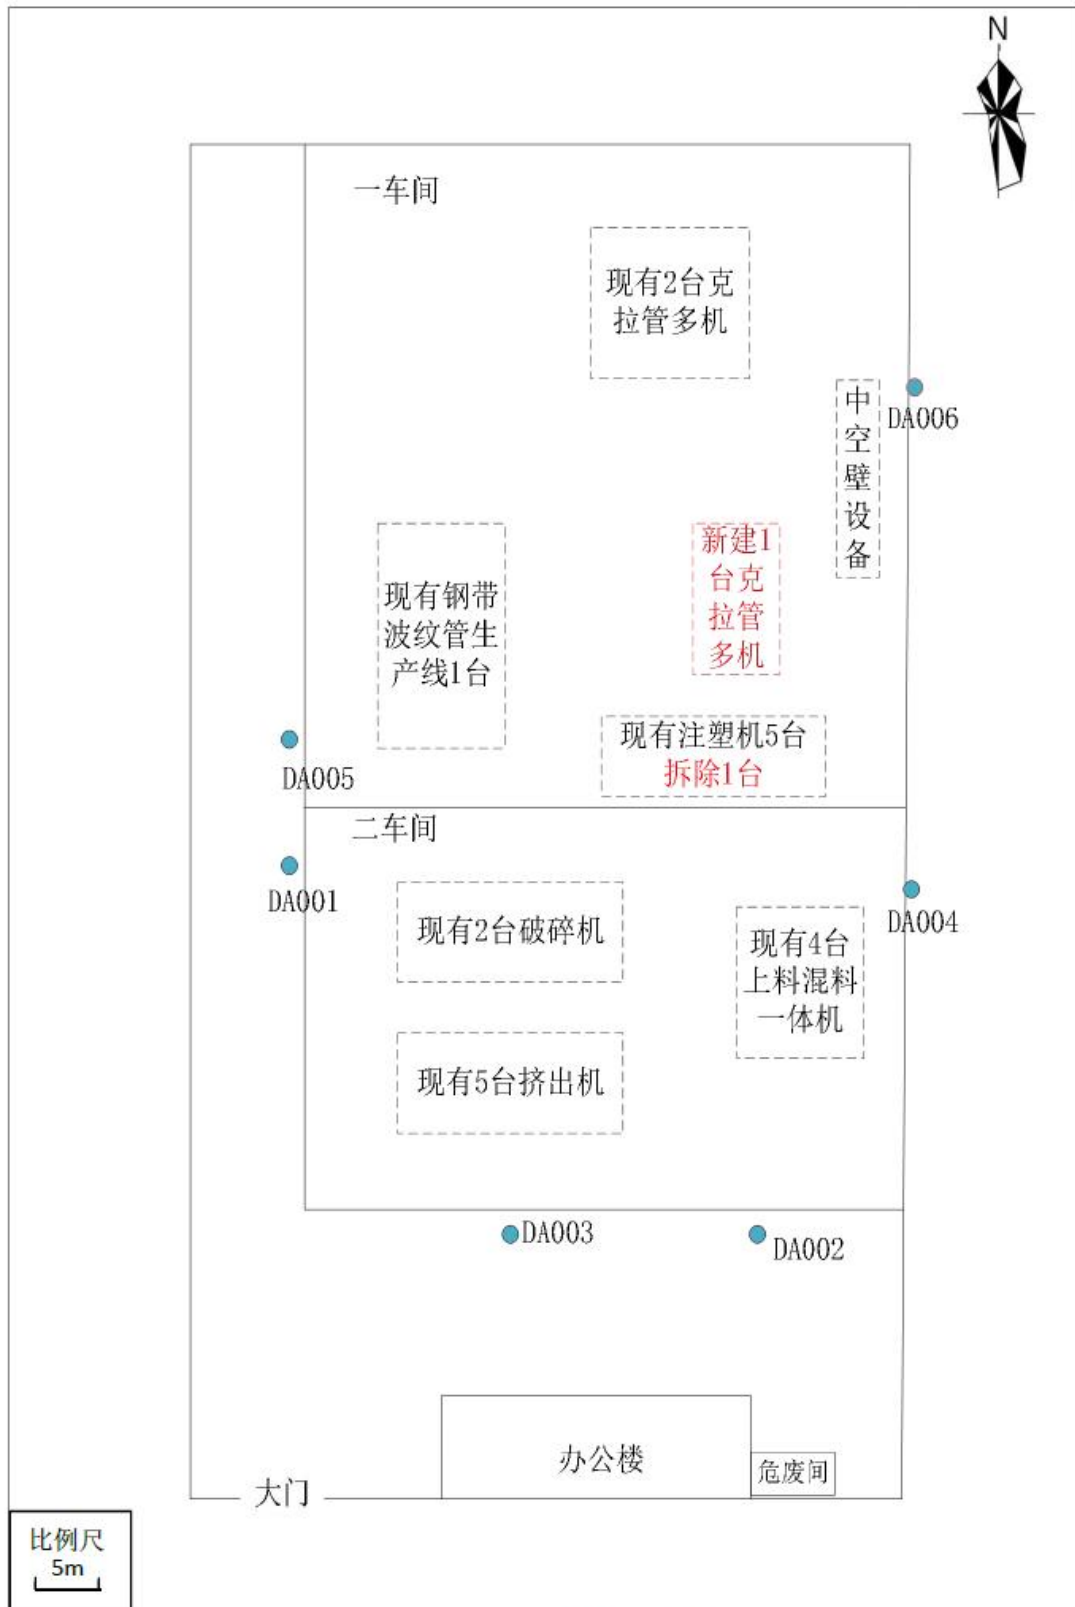 N
一车间
现有2台克
拉管多机
中
空
壁
设
备
DA006
新建1
台克
拉管
多机
现有钢带
波纹管生
产线1台
现有注塑机5台
拆除1台
DA005
二车间
DA001
现有2台破碎机
DA004
现有4台
上料混料
一体机
现有5台挤出机
DA003
DA002
办公楼
危废间
大门
比例尺
5m